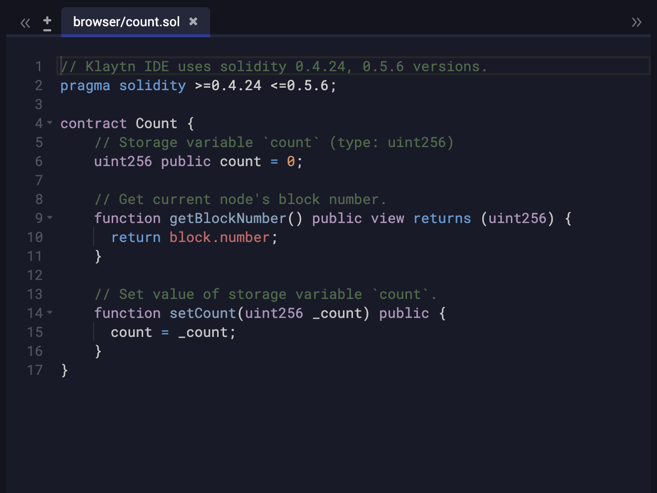 browser/count.sol
1 // Klaytn IDE uses solidity 0.4.24, 0.5.6 versions.
2 pragma solidity >=0.4.24 <=0.5.6;
3
4 contract Count {
5     // Storage variable `count` (type: uint256)
6     uint256 public count = 0;
7
8     // Get current node's block number.
9     function getBlockNumber() public view returns (uint256) {
10       return block.number;
11     }
12
13     // Set value of storage variable `count`.
14     function setCount(uint256 _count) public {
15       count = _count;
16     }
17 }